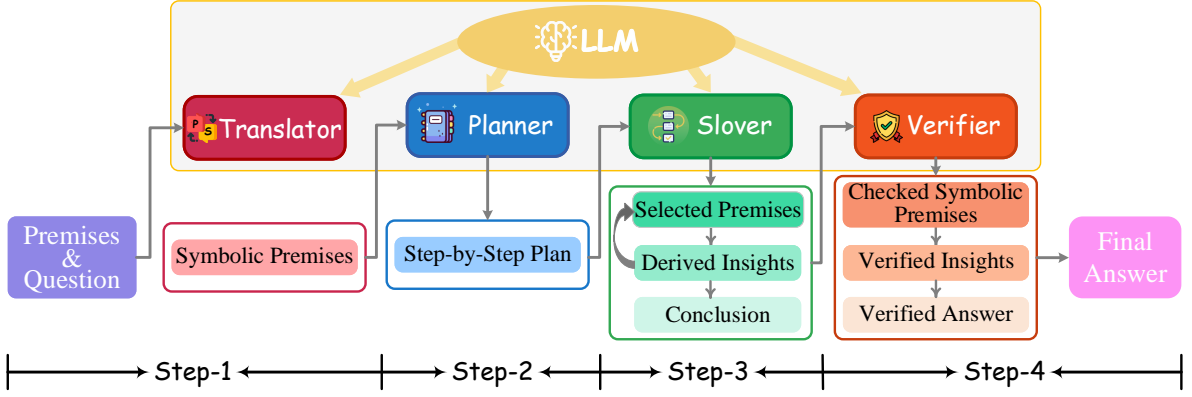 LLM
P
S
Translator
Planner
Slover
Verifier
Premises
&
Question
Symbolic Premises
Step-by-Step Plan
Selected Premises
Derived Insights
Conclusion
Checked Symbolic
Premises
Verified Insights
Verified Answer
Final
Answer
Step-1
Step-2
Step-3
Step-4